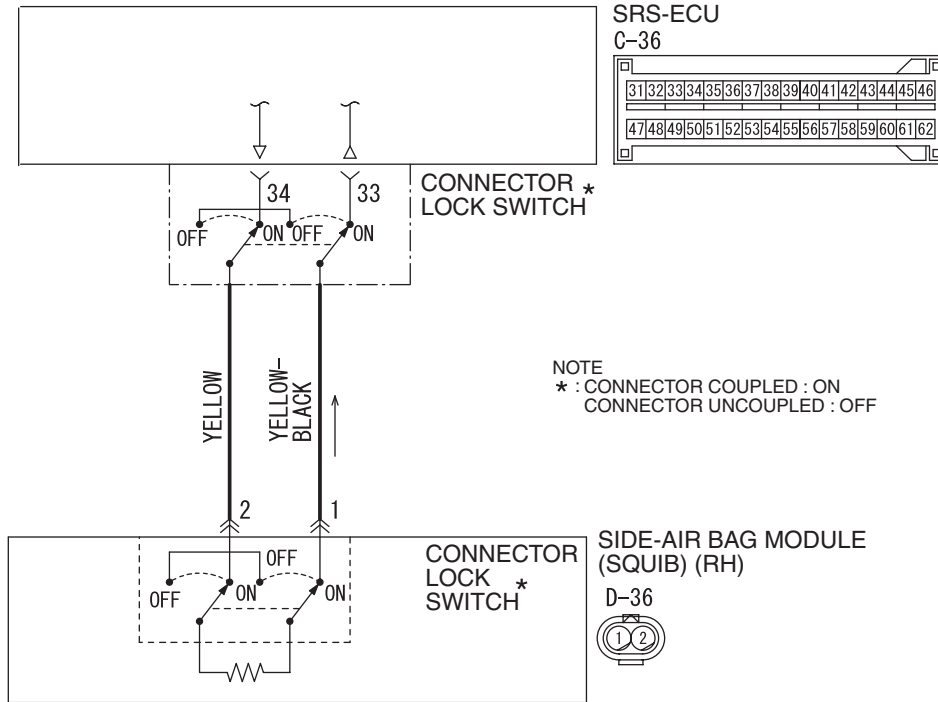 SRS-ECU
C-36
31 32 33 34 35 36 37 38 39 40 41 42 43 44 45 46
47 48 49 50 51 52 53 54 55 56 57 58 59 60 61 62
34 33
CONNECTOR *
LOCK SWITCH
OFF ON OFF ON
YELLOW
YELLOW-
BLACK
NOTE
* : CONNECTOR COUPLED : ON
CONNECTOR UNCOUPLED : OFF
2 1
SIDE-AIR BAG MODULE
(SQUIB) (RH)
CONNECTOR
LOCK
SWITCH *
OFF ON OFF ON
D-36
1 2